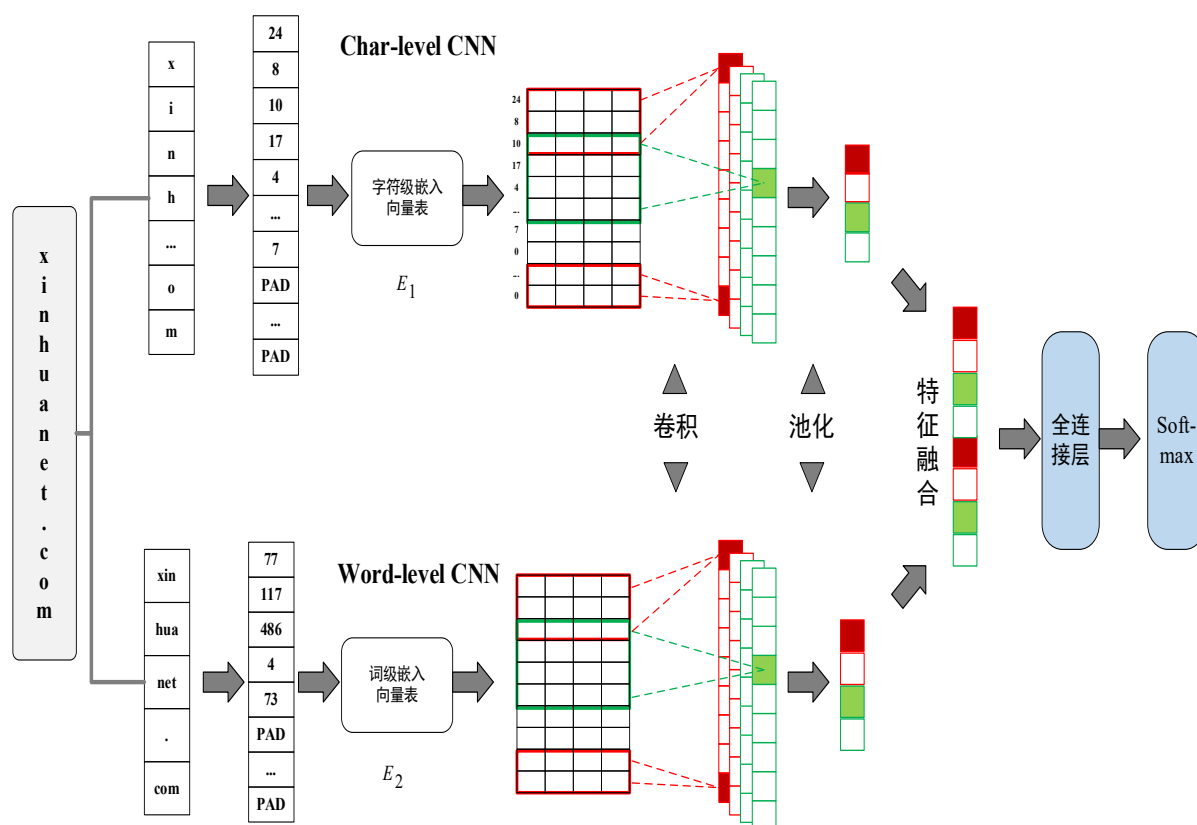 xinhuanet.com
x
i
n
h
...
o
m
24
8
10
17
4
...
7
PAD
...
PAD
Char-level CNN
字符级嵌入
向量表
E1
24
8
10
17
4
...
7
0
...
0
卷积
池化
特征融合
全连
接层
Soft-
max
xin
hua
net
.
com
77
117
486
4
73
PAD
...
PAD
Word-level CNN
词级嵌入
向量表
E2